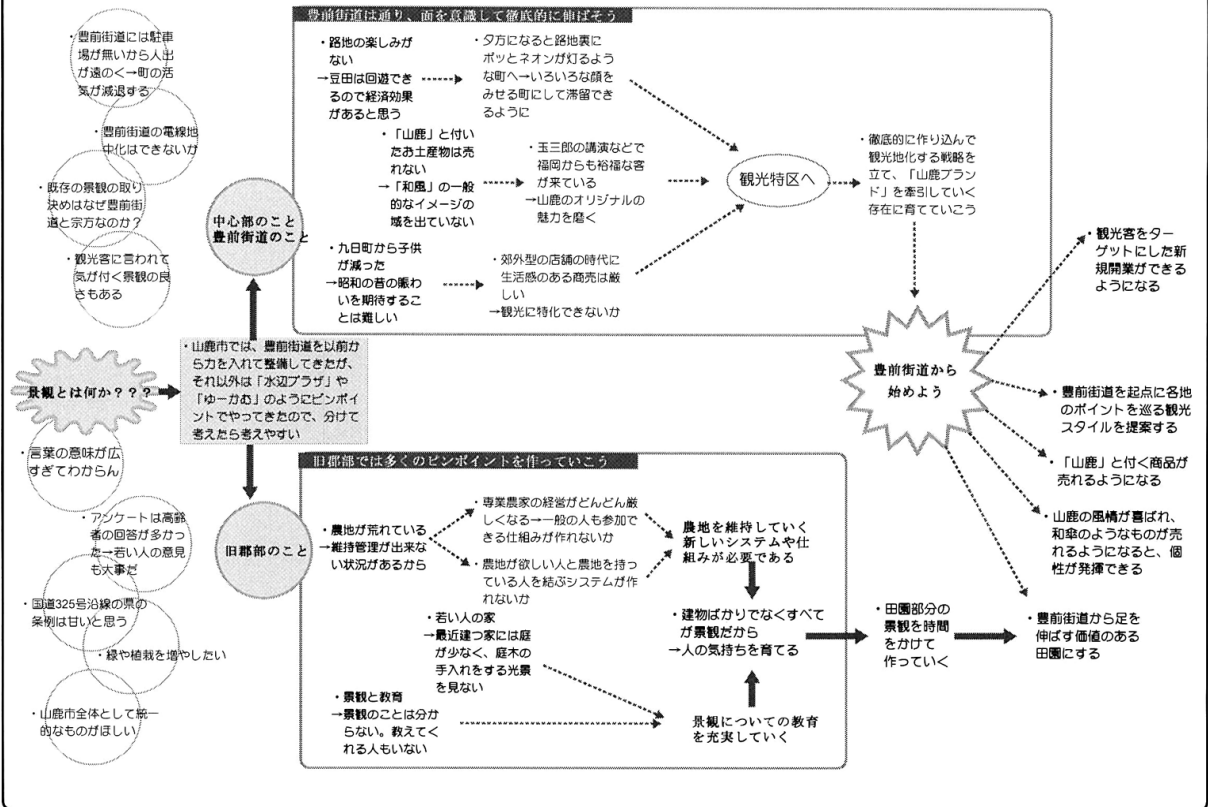 豊前街道は通り、面を意識して徹底的に伸ばそう
・豊前街道には駐車
場が無いから人出
が遠のく→町の活
気が減退する
・豊前街道の電線地
中化はできないか
・既存の景観の取り
決めはなぜ豊前街
道と宗方なのか？
・観光客に言われて
気が付く景観の良
さもある
中心部のこと
豊前街道のこと
・路地の楽しみが
ない
→豆田は回遊でき
るので経済効果
があると思う
・夕方になると路地裏に
ポッとネオンが灯るよう
な町へ→いろいろな顔を
みせる町にして滞留でき
るように
・「山鹿」と付い
たお土産物は売
れない
→「和風」の一般
的なイメージの
域を出ていない
・玉三郎の講演などで
福岡からも裕福な客
が来ている
→山鹿のオリジナルの
魅力を磨く
・九日町から子供
が減った
→昭和の昔の賑わ
いを期待するこ
とは難しい
・郊外型の店舗の時代に
生活感のある商売は厳
しい
→観光に特化できないか
観光特区へ
・徹底的に作り込んで
観光地化する戦略を
立て、「山鹿ブラン
ド」を牽引していく
存在に育てていこう
景観とは何か？？？
・山鹿市では、豊前街道を以前か
ら力を入れて整備してきたが、
それ以外は「水辺プラザ」や
「ゆーかむ」のようにピンポイ
ントでやってきたので、分けて
考えたら考えやすい
豊前街道から
始めよう
・観光客をター
ゲットにした新
規開業ができる
ようになる
・豊前街道を起点に各地
のポイントを巡る観光
スタイルを提案する
・「山鹿」と付く商品が
売れるようになる
・山鹿の風情が喜ばれ、
和傘のようなものが売
れるようになると、個
性が発揮できる
・豊前街道から足を
伸ばす価値のある
田園にする
・言葉の意味が広
すぎてわからん
・アンケートは高齢
者の回答が多かっ
た→若い人の意見
も大事だ
・国道325号沿線の県の
条例は甘いと思う
・緑や植栽を増やしたい
・山鹿市全体として統一
的なものがほしい
旧郡部では多くのピンポイントを作っていこう
旧郡部のこと
・農地が荒れている
→維持管理が出来な
い状況があるから
・専業農家の経営がどんどん厳
しくなる→一般の人も参加で
きる仕組みが作れないか
・農地が欲しい人と農地を持っ
ている人を結ぶシステムが作
れないか
農地を維持していく
新しいシステムや仕
組みが必要である
・若い人の家
→最近建つ家には庭
が少なく、庭木の
手入れをする光景
を見ない
・景観と教育
→景観のことは分か
らない。教えてく
れる人もいない
・建物ばかりでなくすべて
が景観だから
→人の気持ちを育てる
景観についての教育
を充実していく
・田園部分の
景観を時間
をかけて
作っていく